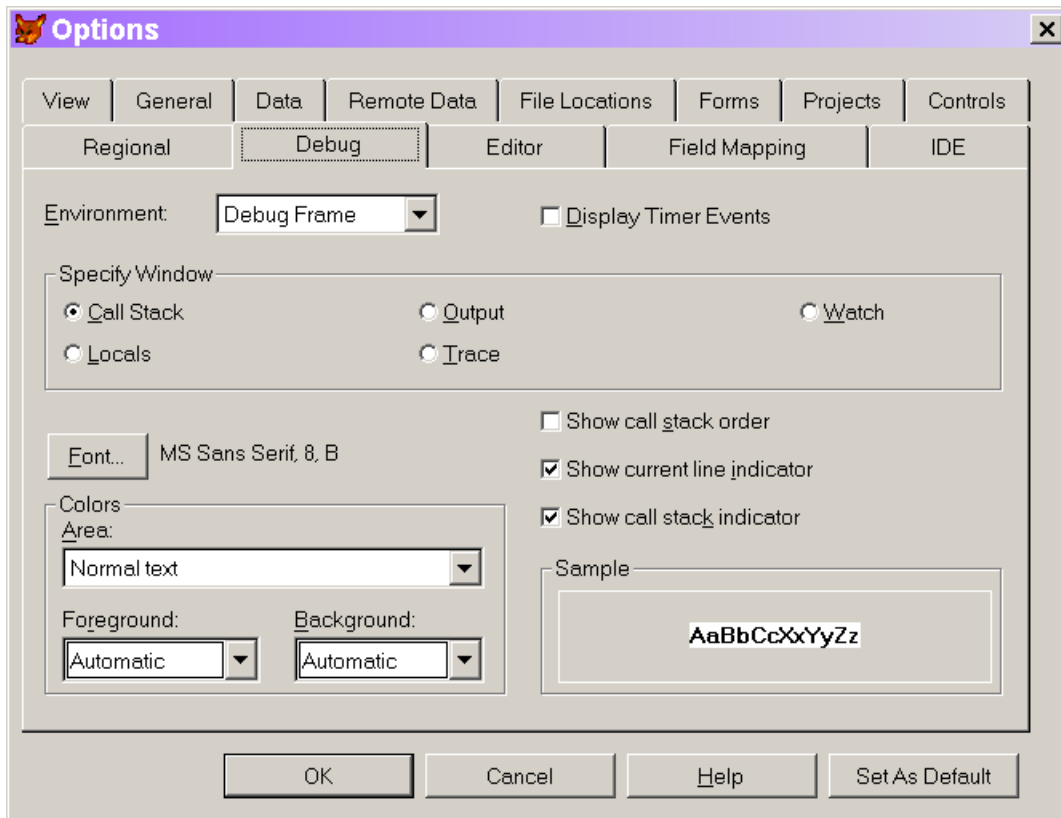 Options
View General Data Remote Data File Locations Forms Projects Controls
Regional Debug Editor Field Mapping IDE
Environment: Debug Frame Display Timer Events
Specify Window
Call Stack Output Watch
Locals Trace
Show call stack order
Font... MS Sans Serif, 8, B
Show current line indicator
Colors
Show call stack indicator
Area:
Normal text
Sample
Foreground: Background:
AaBbCcXxYyZz
Automatic Automatic
OK Cancel Help Set As Default